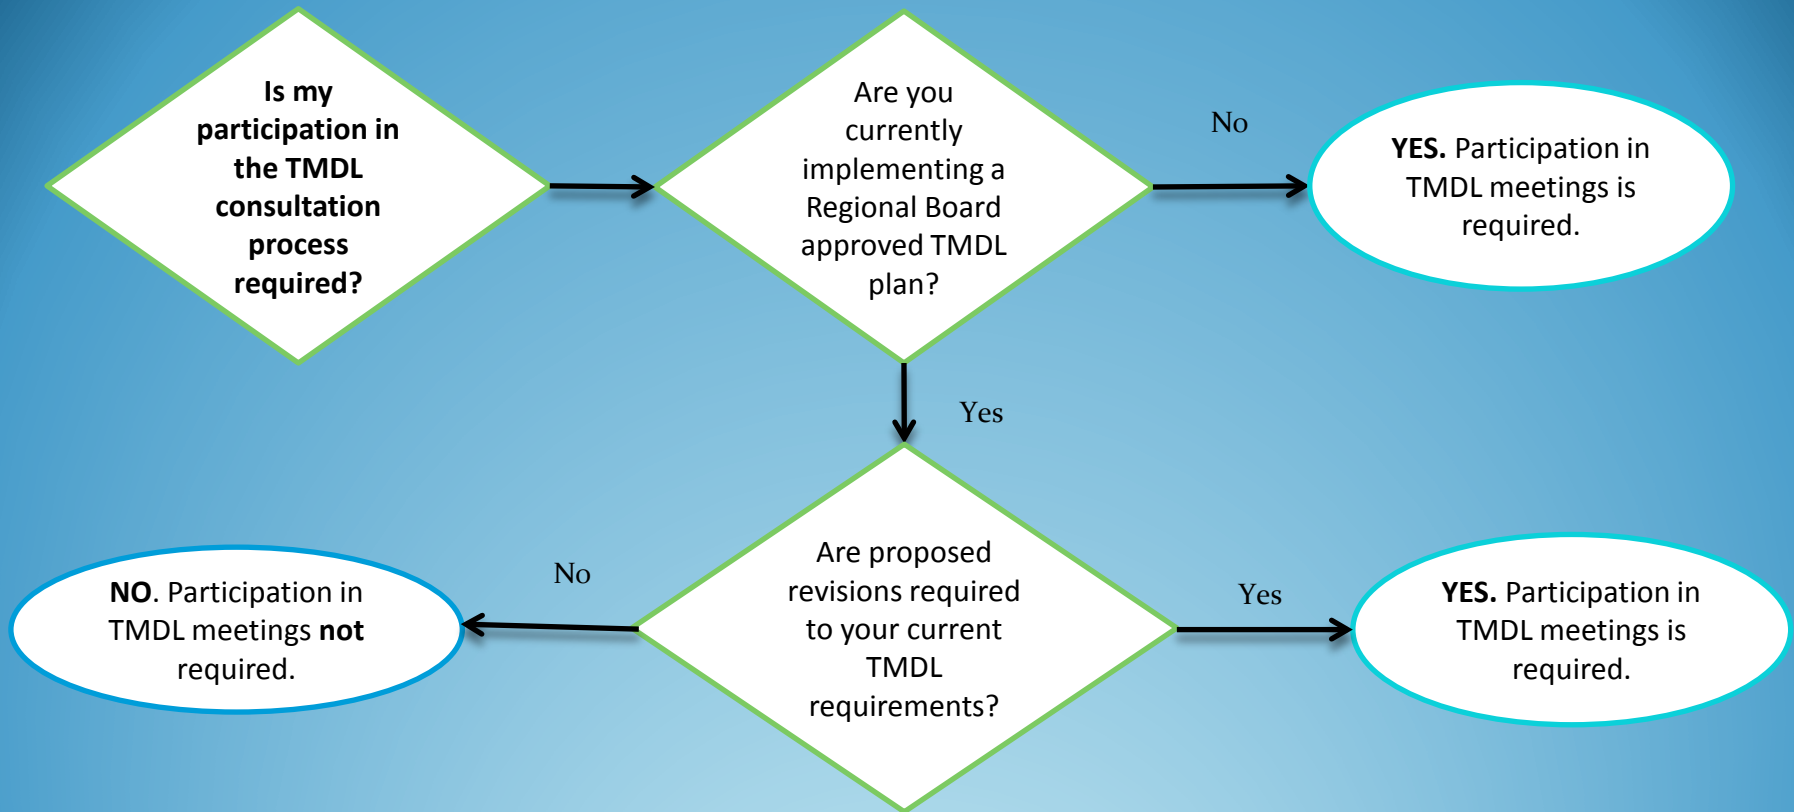 Is my
participation in
the TMDL
consultation
process
required?
Are you
currently
implementing a
Regional Board
approved TMDL
plan?
No
YES. Participation in
TMDL meetings is
required.
Yes
Are proposed
revisions required
to your current
TMDL
requirements?
No
NO. Participation in
TMDL meetings not
required.
Yes
YES. Participation in
TMDL meetings is
required.